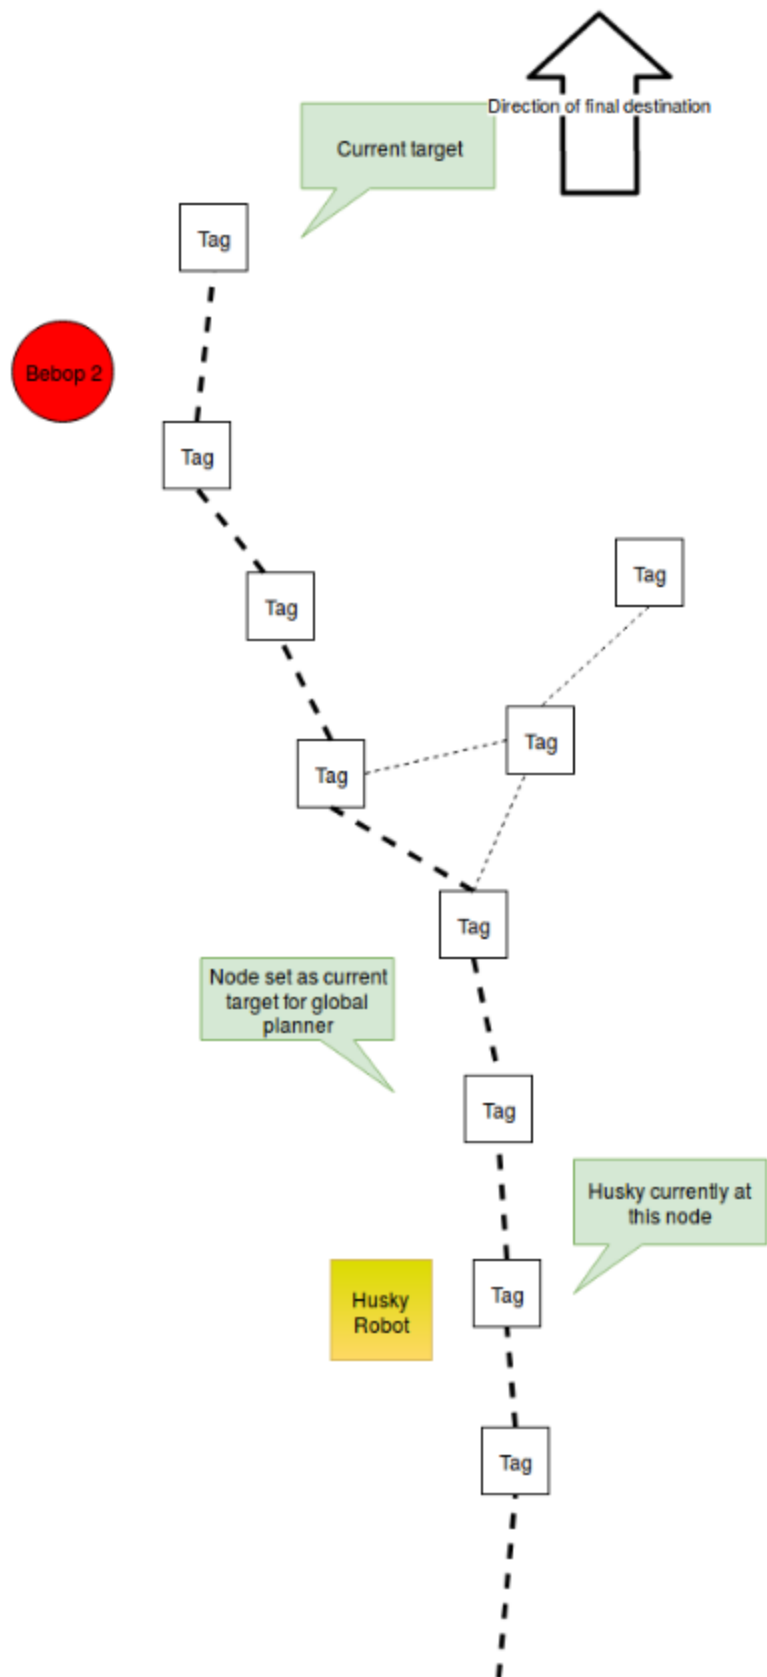 Direction of final destination
Current target
Tag
Bebop 2
Tag
Tag
Tag
Tag
Tag
Tag
Node set as current
target for global
planner
Tag
Husky currently at
this node
Husky
Robot
Tag
Tag